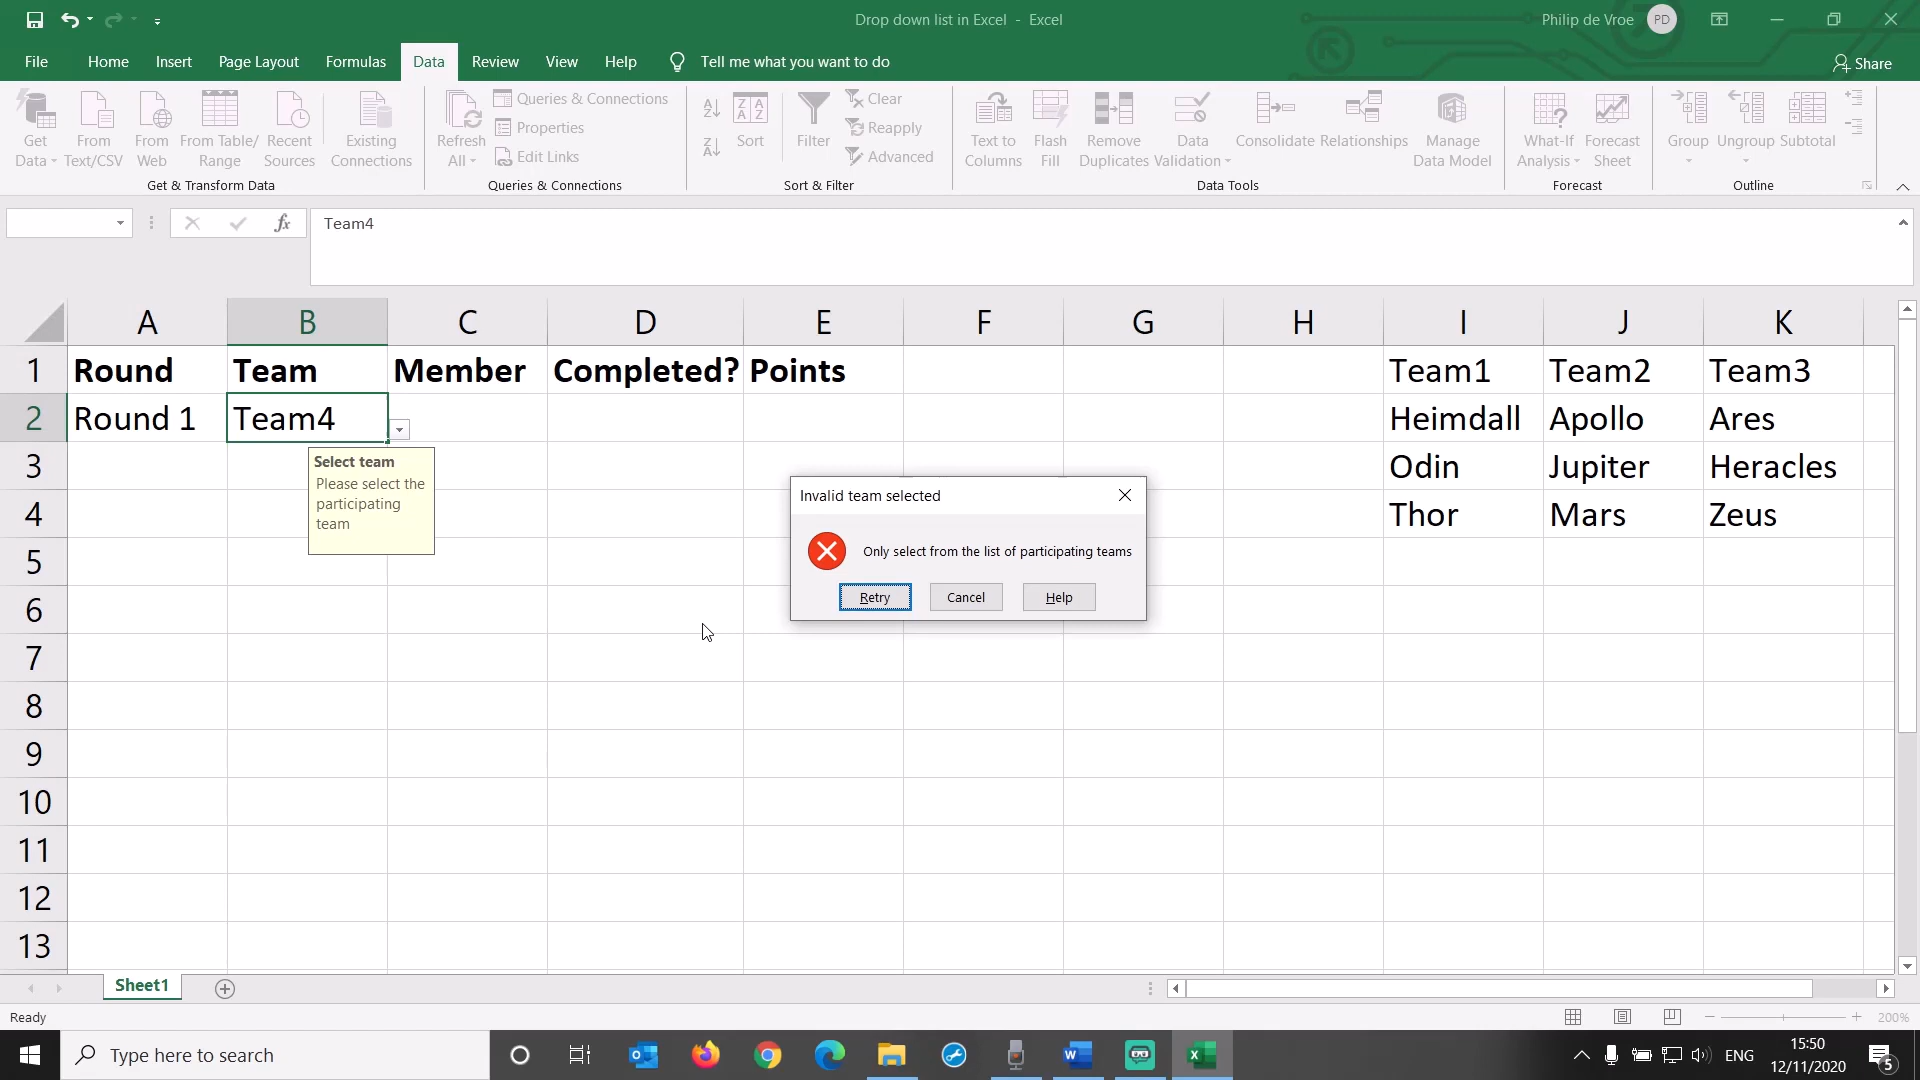 Drop down list in Excel - Excel
Philip de Vroe PD
File Home Insert Page Layout Formulas Data Review View Help Tell me what you want to do Share
Get Data
From Text/CSV
From Web
From Table/ Range
Recent Sources
Existing Connections
Get & Transform Data
Refresh All
Queries & Connections
Properties
Edit Links
Queries & Connections
Sort
Filter
Clear
Reapply
Advanced
Sort & Filter
Text to Columns
Flash Fill
Remove Duplicates
Data Validation
Consolidate
Relationships
Manage Data Model
Data Tools
What-If Analysis
Forecast Sheet
Forecast
Group
Ungroup
Subtotal
Outline
fx Team4
A B C D E F G H I J K
1 Round Team Member Completed? Points Team1 Team2 Team3
2 Round 1 Team4 Heimdall Apollo Ares
3 Odin Jupiter Heracles
4 Thor Mars Zeus
5
6
7
8
9
10
11
12
13
Select team
Please select the
participating
team
Invalid team selected
Only select from the list of participating teams
Retry Cancel Help
Sheet1
Ready
200%
Type here to search
ENG
15:50
12/11/2020
5